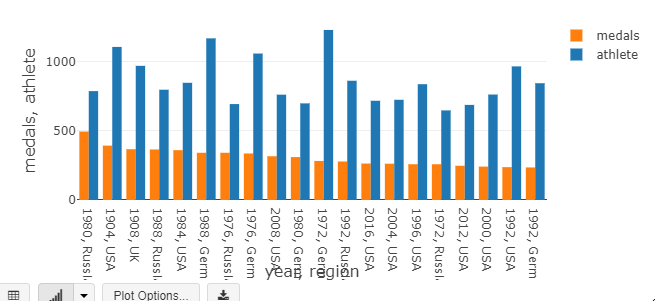 medals
athlete
medals, athlete
1000
500
0
1980, Russi.
1904, USA
1908, UK
1988, Russi.
1984, USA
1988, Germ
1976, Russi.
1976, Germ
2008, USA
1980, Germ
1972, Germ
1992, Russi.
2016, USA
2004, USA
1996, USA
1972, Russi.
2012, USA
2000, USA
1992, USA
1992, Germ
year, region
Plot Options...